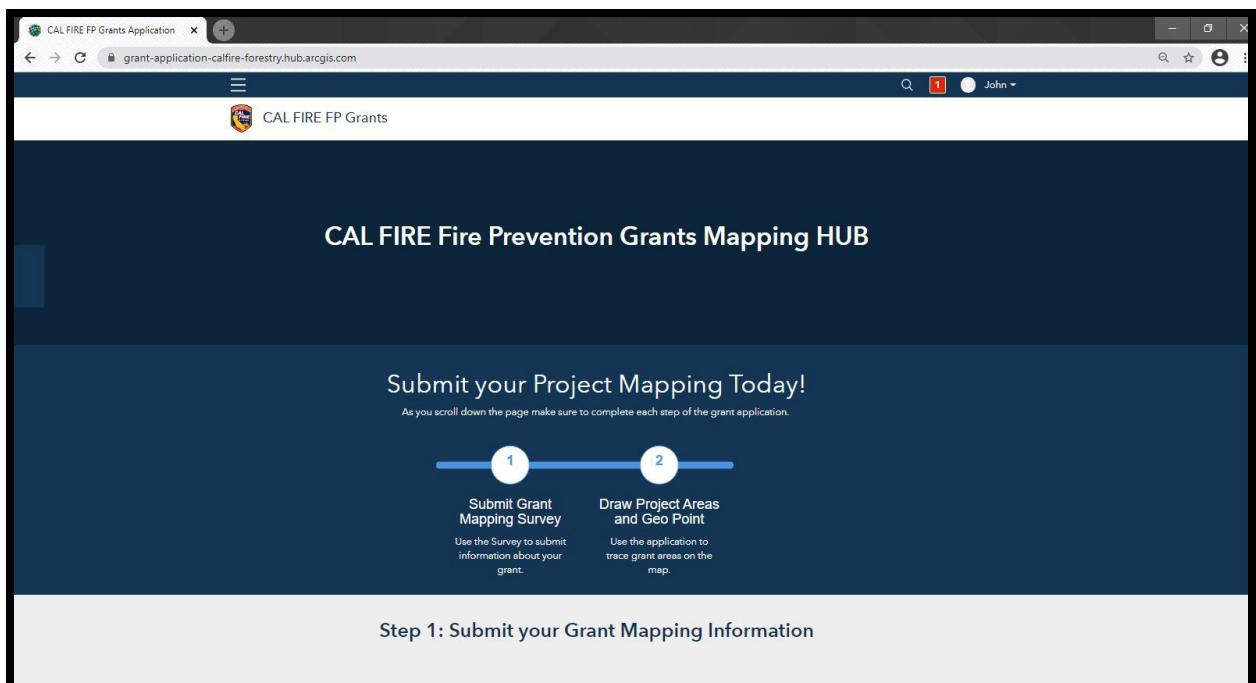 CAL FIRE FP Grants Application
grant-application-calfire-forestry.hub.arcgis.com
1 John
CAL FIRE FP Grants
CAL FIRE Fire Prevention Grants Mapping HUB
Submit your Project Mapping Today!
As you scroll down the page make sure to complete each step of the grant application.
1
Submit Grant
Mapping Survey
Use the Survey to submit
information about your
grant.
2
Draw Project Areas
and Geo Point
Use the application to
trace grant areas on the
map.
Step 1: Submit your Grant Mapping Information